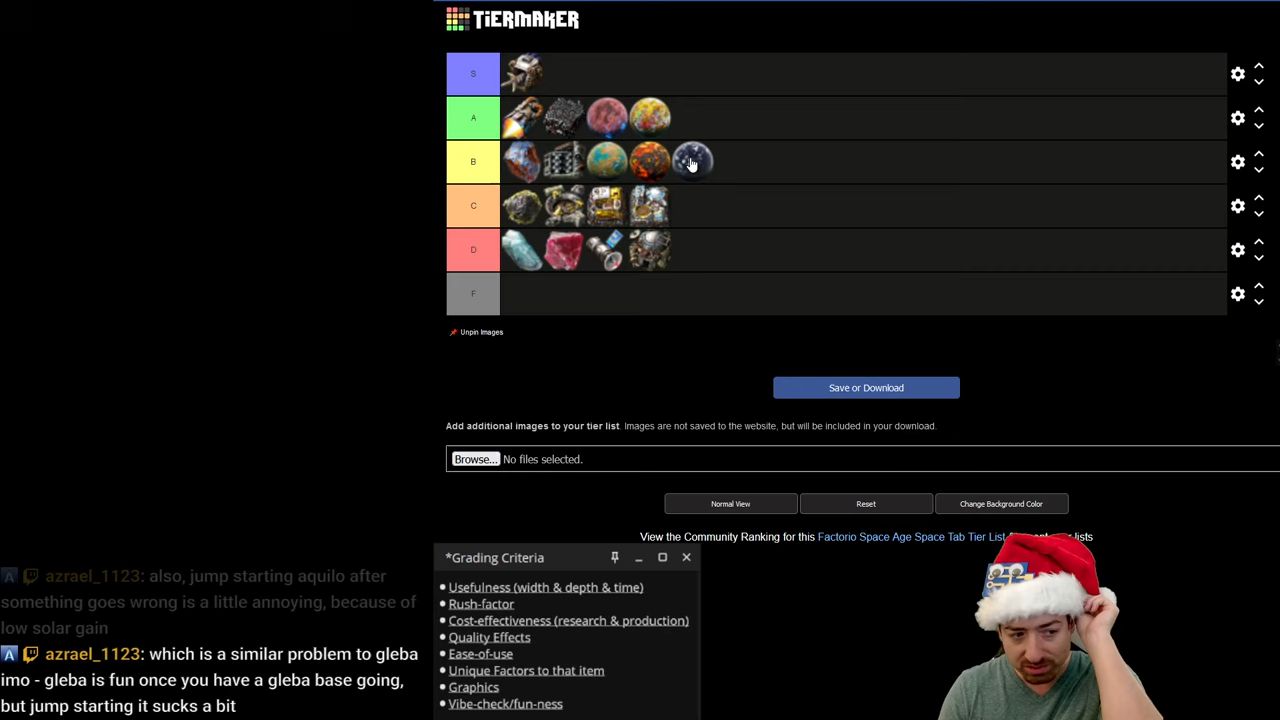 TiERMAKER
S
A
B
C
D
F
Unpin Images
Save or Download
Add additional images to your tier list. Images are not saved to the website, but will be included in your download.
Browse... No files selected.
Normal View
Reset
Change Background Color
View the Community Ranking for this Factorio Space Age Space Tab Tier List lists
azrael_1123: also, jump starting aquilo after
something goes wrong is a little annoying, because of
low solar gain
azrael_1123: which is a similar problem to gleba
imo - gleba is fun once you have a gleba base going,
but jump starting it sucks a bit
*Grading Criteria
Usefulness (width & depth & time)
Rush-factor
Cost-effectiveness (research & production)
Quality Effects
Ease-of-use
Unique Factors to that item
Graphics
Vibe-check/fun-ness